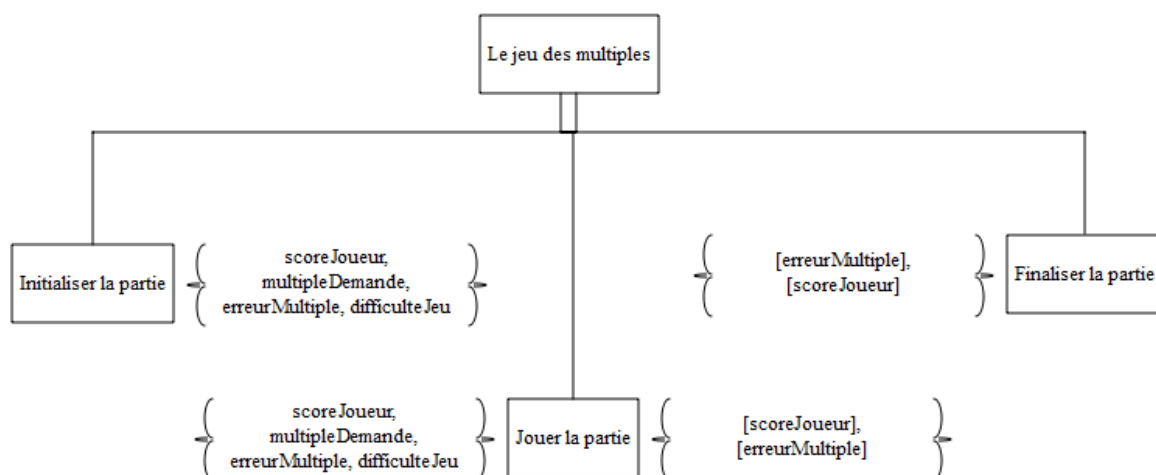 Le jeu des multiples
Initialiser la partie
scoreJoueur,
multipleDemande,
erreurMultiple, difficulteJeu
[erreurMultiple],
[scoreJoueur]
Finaliser la partie
scoreJoueur,
multipleDemande,
erreurMultiple, difficulteJeu
Jouer la partie
[scoreJoueur],
[erreurMultiple]